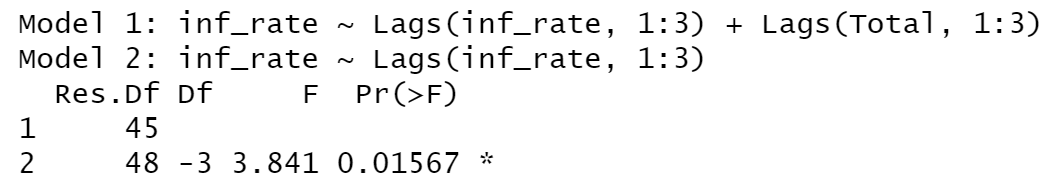 Model 1: inf_rate ~ Lags(inf_rate, 1:3) + Lags(Total, 1:3)
Model 2: inf_rate ~ Lags(inf_rate, 1:3)
  Res.Df Df     F  Pr(>F)
1     45
2     48 -3 3.841 0.01567 *